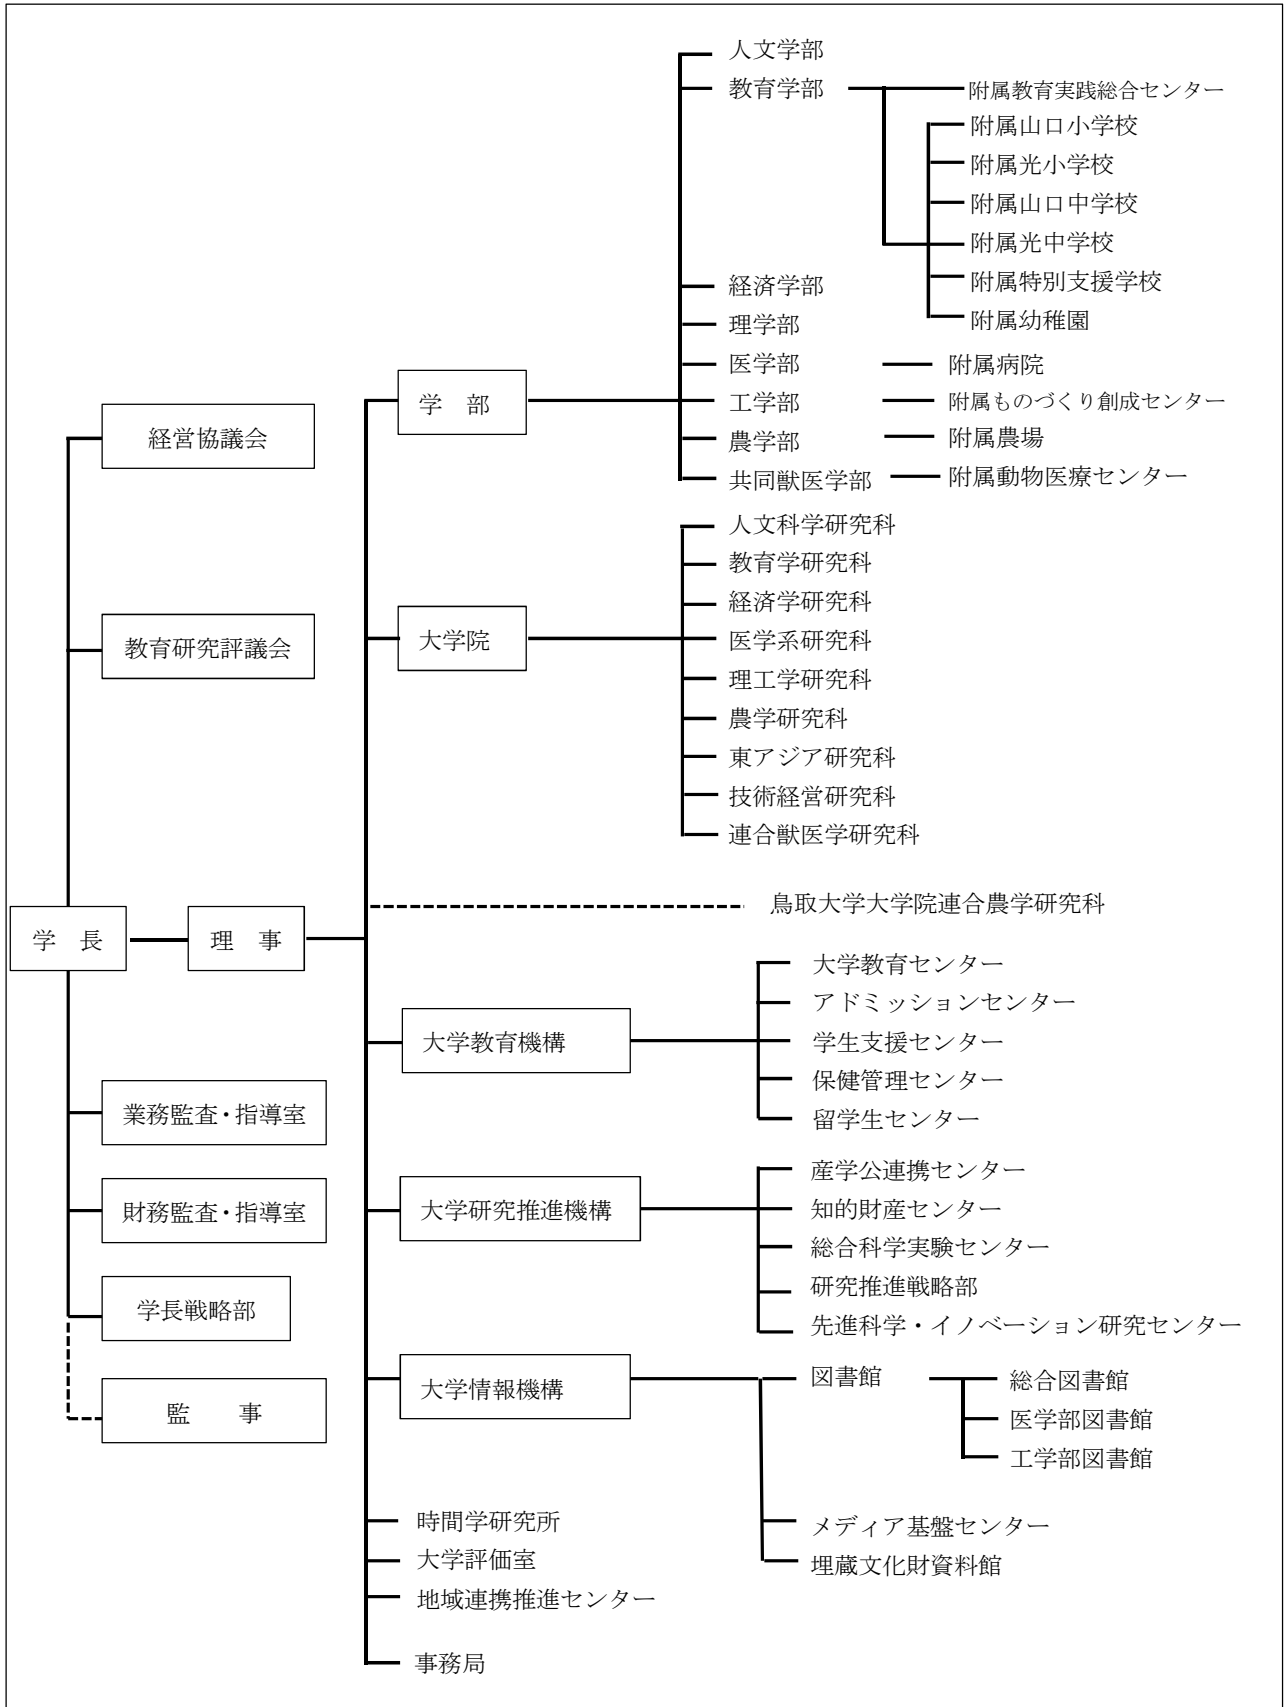 人文学部
教育学部
附属教育実践総合センター
附属山口小学校
附属光小学校
附属山口中学校
附属光中学校
附属特別支援学校
附属幼稚園
経済学部
理学部
医学部
附属病院
工学部
附属ものづくり創成センター
農学部
附属農場
共同獣医学部
附属動物医療センター
学 部
経営協議会
教育研究評議会
大学院
人文科学研究科
教育学研究科
経済学研究科
医学系研究科
理工学研究科
農学研究科
東アジア研究科
技術経営研究科
連合獣医学研究科
鳥取大学大学院連合農学研究科
学 長
理 事
大学教育機構
大学教育センター
アドミッションセンター
学生支援センター
保健管理センター
留学生センター
業務監査・指導室
財務監査・指導室
学長戦略部
監 事
大学研究推進機構
産学公連携センター
知的財産センター
総合科学実験センター
研究推進戦略部
先進科学・イノベーション研究センター
大学情報機構
図書館
総合図書館
医学部図書館
工学部図書館
メディア基盤センター
埋蔵文化財資料館
時間学研究所
大学評価室
地域連携推進センター
事務局